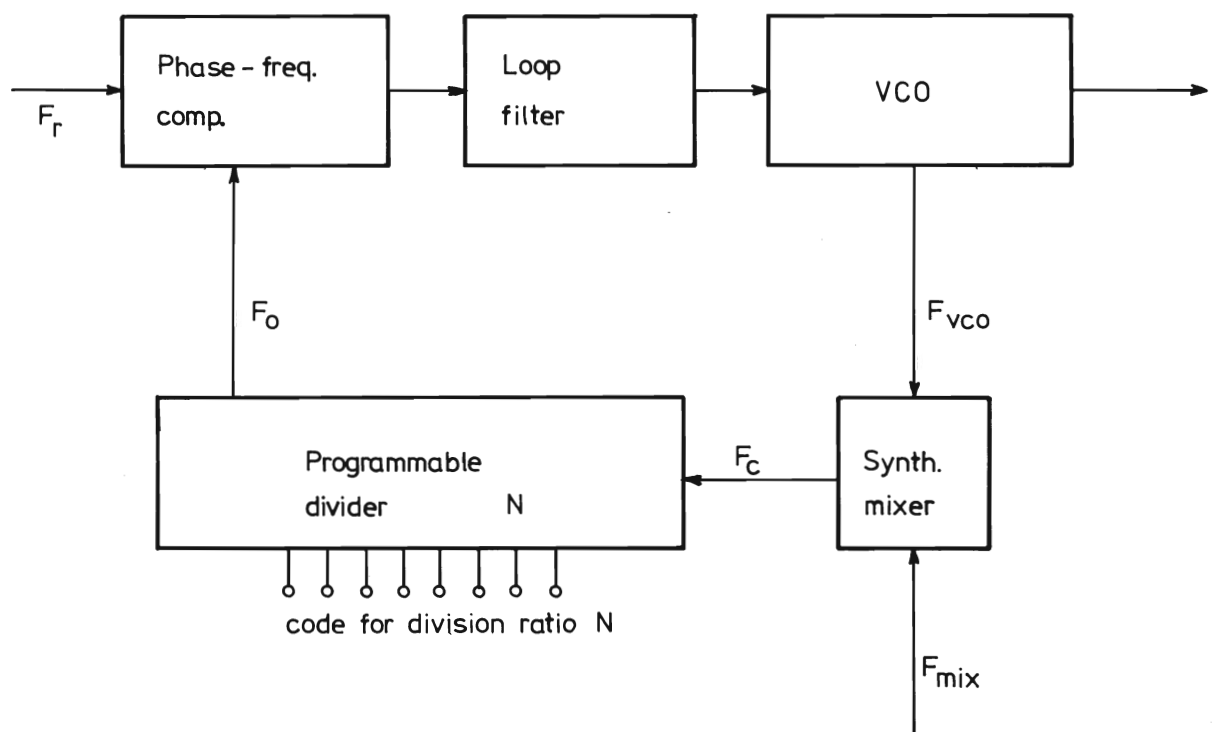 Phase-freq.
comp.
Loop
filter
VCO
Fr
Fo
Fvco
Programmable
divider N
Fc
Synth.
mixer
code for division ratio N
Fmix